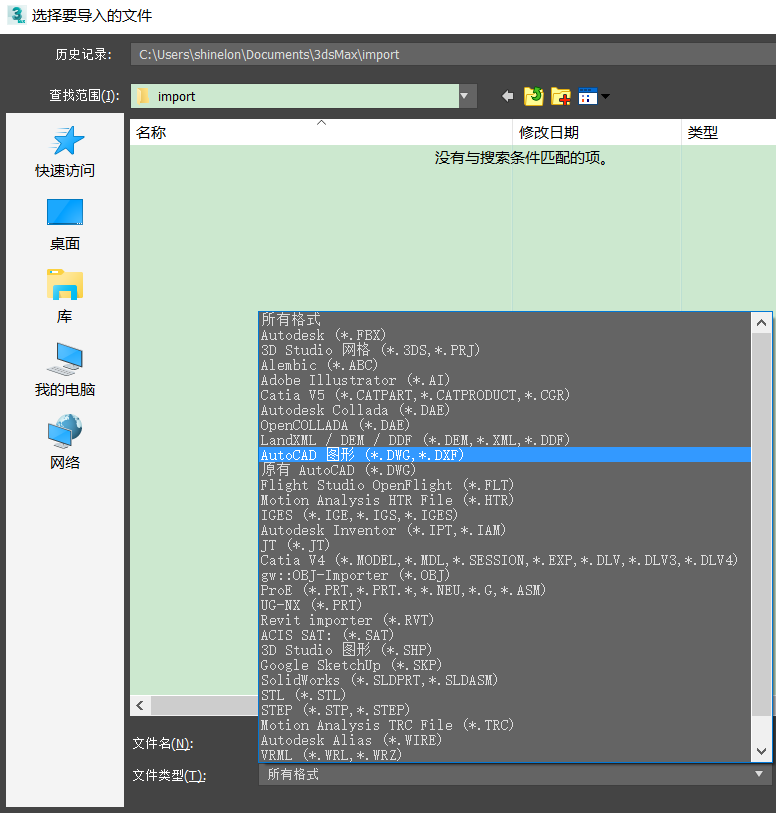 选择要导入的文件
历史记录: C:\Users\shinelon\Documents\3dsMax\import
查找范围(I): import
名称 修改日期 类型
没有与搜索条件匹配的项。
快速访问
桌面
库
我的电脑
网络
所有格式
Autodesk (*.FBX)
3D Studio 网格 (*.3DS,*.PRJ)
Alembic (*.ABC)
Adobe Illustrator (*.AI)
Catia V5 (*.CATPART,*.CATPRODUCT,*.CGR)
Autodesk Collada (*.DAE)
OpenCOLLADA (*.DAE)
LandXML / DEM / DDF (*.DEM,*.XML,*.DDF)
AutoCAD 图形 (*.DWG,*.DXF)
原有 AutoCAD (*.DWG)
Flight Studio OpenFlight (*.FLT)
Motion Analysis HTR File (*.HTR)
IGES (*.IGE,*.IGS,*.IGES)
Autodesk Inventor (*.IPT,*.IAM)
JT (*.JT)
Catia V4 (*.MODEL,*.MDL,*.SESSION,*.EXP,*.DLV,*.DLV3,*.DLV4)
gw::OBJ-Importer (*.OBJ)
ProE (*.PRT,*.PRT.*,*.NEU,*.G,*.ASM)
UG-NX (*.PRT)
Revit importer (*.RVT)
ACIS SAT: (*.SAT)
3D Studio 图形 (*.SHP)
Google SketchUp (*.SKP)
SolidWorks (*.SLDPRT,*.SLDASM)
STL (*.STL)
STEP (*.STP,*.STEP)
Motion Analysis TRC File (*.TRC)
Autodesk Alias (*.WIRE)
VRML (*.WRL,*.WRZ)
文件名(N):
文件类型(T): 所有格式